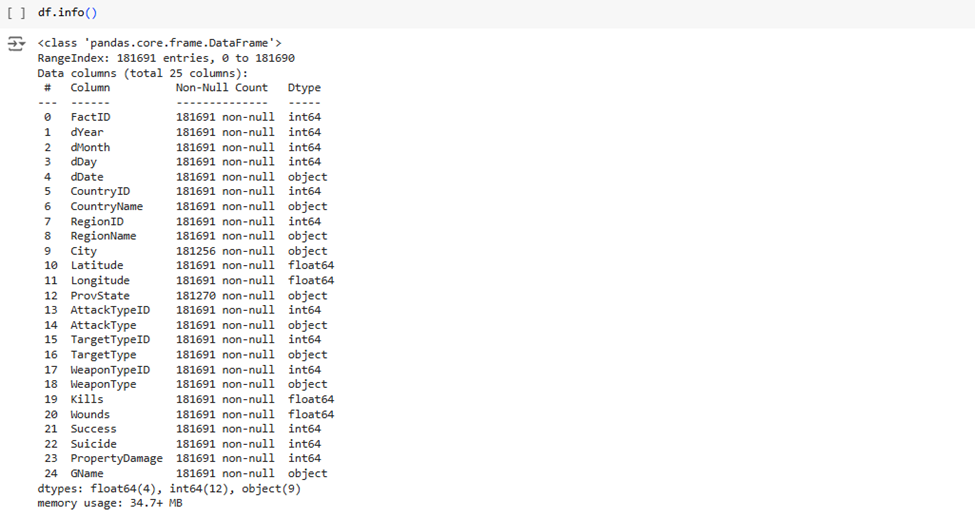 [ ] df.info()
<class 'pandas.core.frame.DataFrame'>
RangeIndex: 181691 entries, 0 to 181690
Data columns (total 25 columns):
 #   Column          Non-Null Count   Dtype
---  ------          --------------   -----
 0   FactID          181691 non-null  int64
 1   dYear           181691 non-null  int64
 2   dMonth          181691 non-null  int64
 3   dDay            181691 non-null  int64
 4   dDate           181691 non-null  object
 5   CountryID       181691 non-null  int64
 6   CountryName     181691 non-null  object
 7   RegionID        181691 non-null  int64
 8   RegionName      181691 non-null  object
 9   City            181256 non-null  object
 10  Latitude        181691 non-null  float64
 11  Longitude       181691 non-null  float64
 12  ProvState       181270 non-null  object
 13  AttackTypeID    181691 non-null  int64
 14  AttackType      181691 non-null  object
 15  TargetTypeID    181691 non-null  int64
 16  TargetType      181691 non-null  object
 17  WeaponTypeID    181691 non-null  int64
 18  WeaponType      181691 non-null  object
 19  Kills           181691 non-null  float64
 20  Wounds          181691 non-null  float64
 21  Success         181691 non-null  int64
 22  Suicide         181691 non-null  int64
 23  PropertyDamage  181691 non-null  int64
 24  GName           181691 non-null  object
dtypes: float64(4), int64(12), object(9)
memory usage: 34.7+ MB